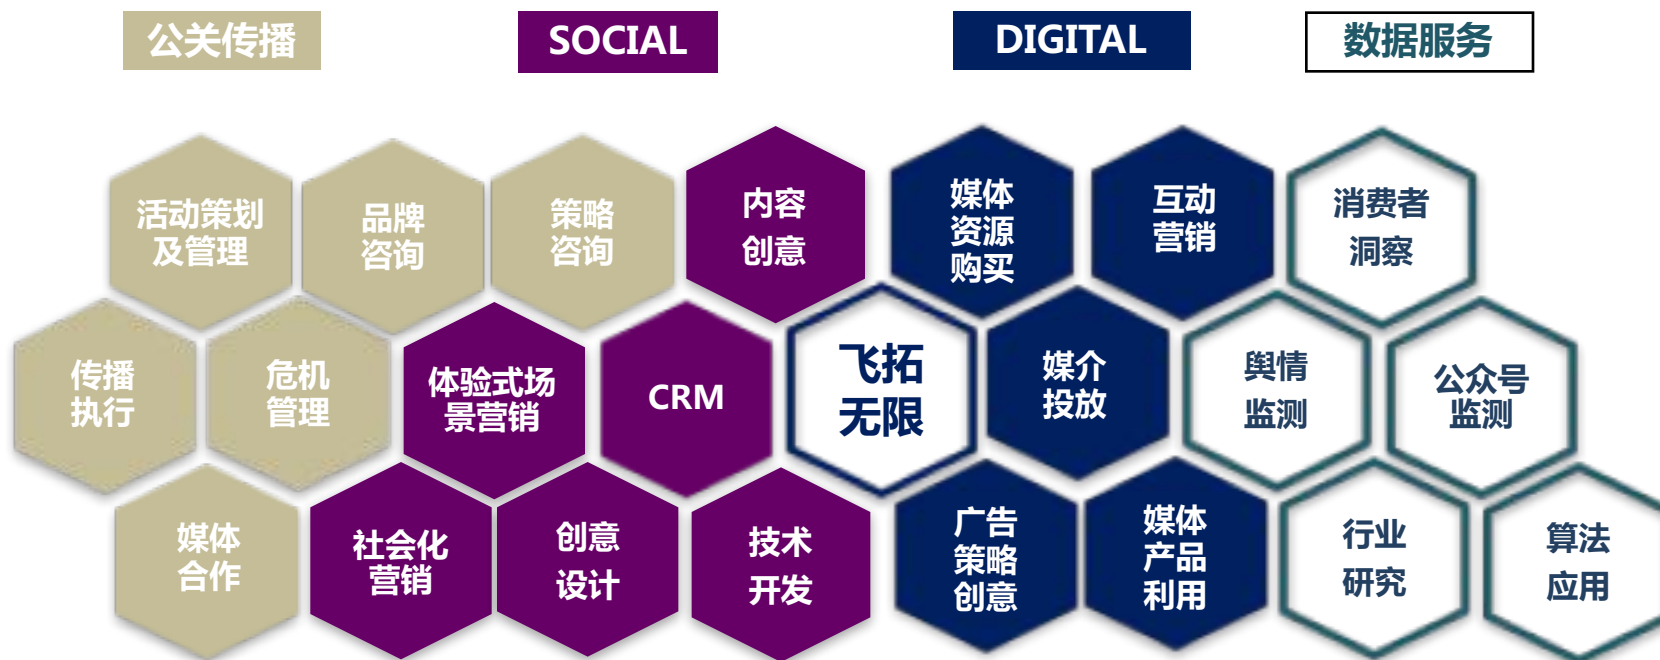 公关传播
SOCIAL
DIGITAL
数据服务
活动策划
及管理
品牌
咨询
策略
咨询
内容
创意
媒体
资源
购买
互动
营销
消费者
洞察
传播
执行
危机
管理
体验式场
景营销
CRM
飞拓
无限
媒介
投放
舆情
监测
公众号
监测
媒体
合作
社会化
营销
创意
设计
技术
开发
广告
策略
创意
媒体
产品
利用
行业
研究
算法
应用